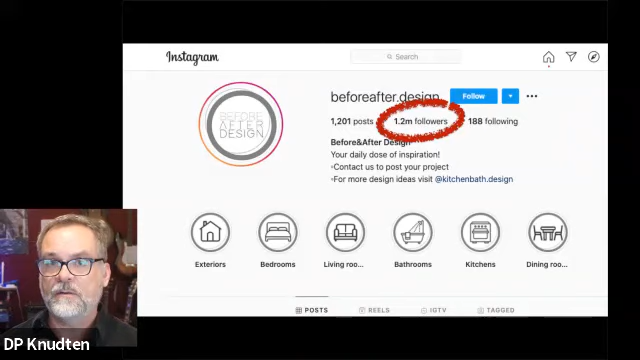 Instagram
Search
beforeafter.design
Follow
1,201 posts 1.2m followers 188 following
Before&After Design
Your daily dose of inspiration!
▫Contact us to post your project
▫For more design ideas visit @kitchenbath.design
BEFORE
AFTER
DESIGN
Exteriors
Bedrooms
Living roo...
Bathrooms
Kitchens
Dining roo...
POSTS
REELS
IGTV
TAGGED
DP Knudten